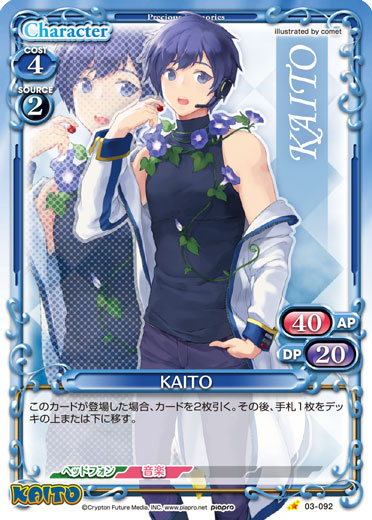 Precious Memories
Character
illustrated by comet
COST
4
SOURCE
2
KAITO
40 AP
DP 20
KAITO
このカードが登場した場合、カードを2枚引く。その後、手札1枚をデッ
キの上または下に移す。
ヘッドフォン 音楽
KAITO
©Crypton Future Media, INC. www.piapro.net piapro
03-092